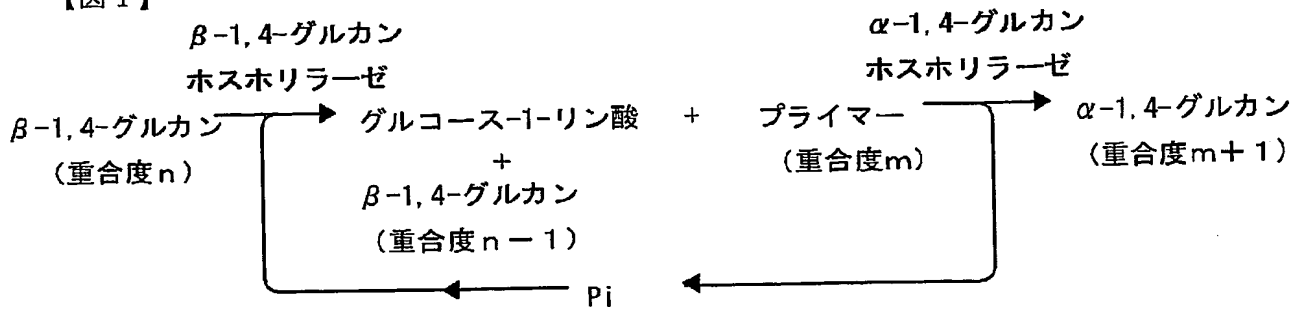 【図1】
β-1,4-グルカン
ホスホリラーゼ
α-1,4-グルカン
ホスホリラーゼ
β-1,4-グルカン
(重合度n)
グルコース-1-リン酸 + プライマー
(重合度m)
α-1,4-グルカン
(重合度m+1)
+
β-1,4-グルカン
(重合度n-1)
Pi